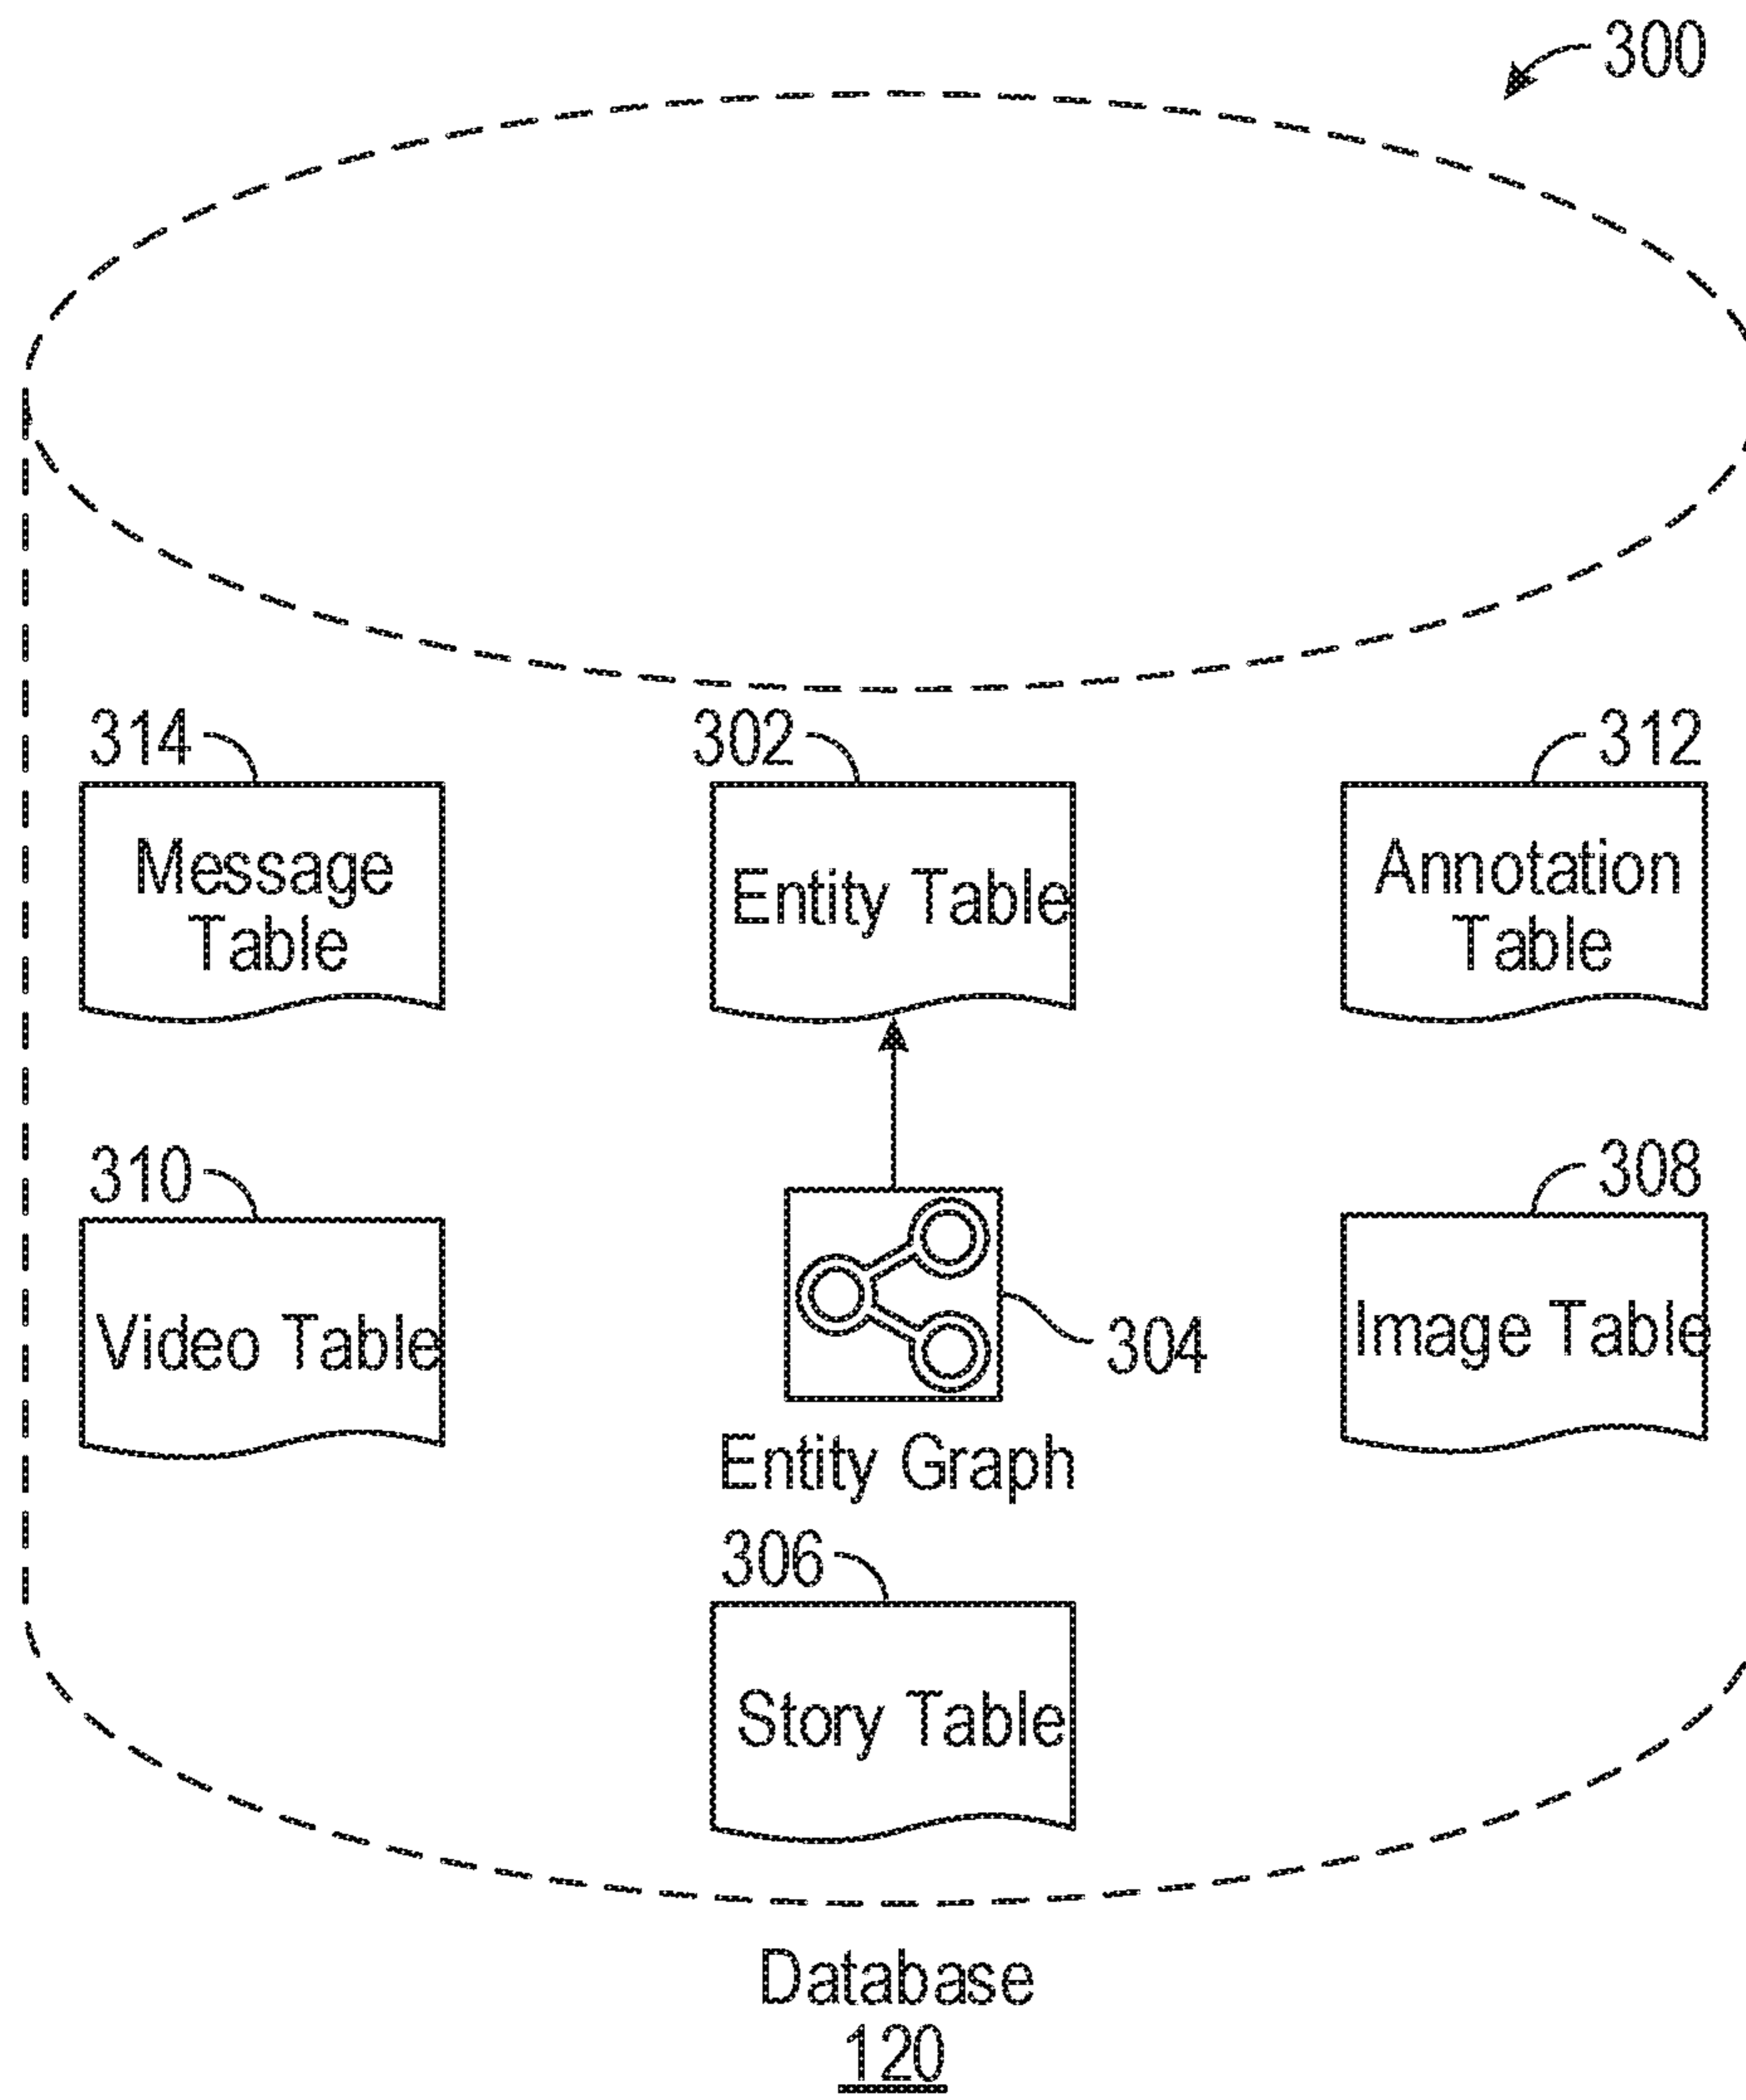 300
314
302
312
Message
Table
Entity Table
Annotation
Table
310
308
Video Table
304
Image Table
Entity Graph
306
Story Table
Database
120